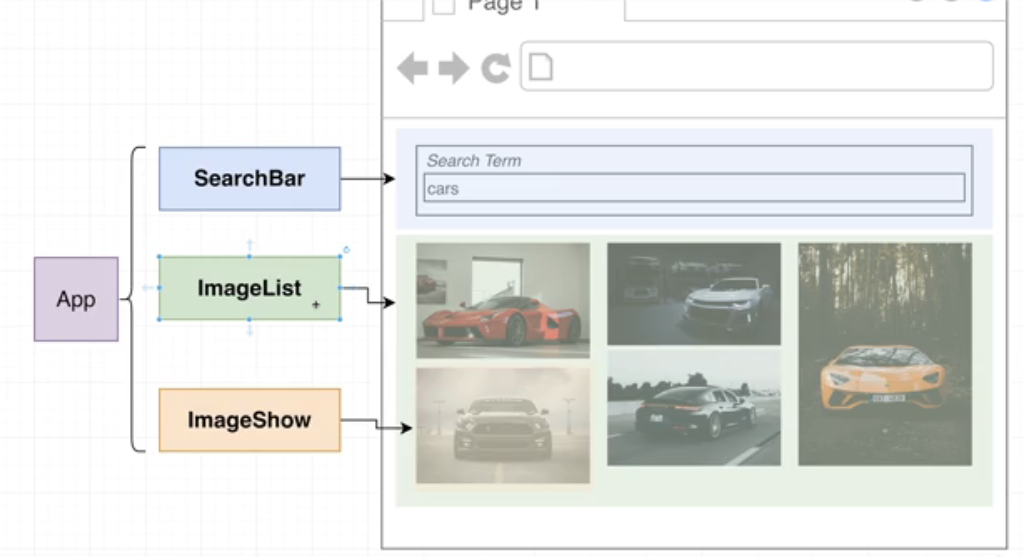 Page 1
Search Term
cars
SearchBar
App
ImageList
ImageShow